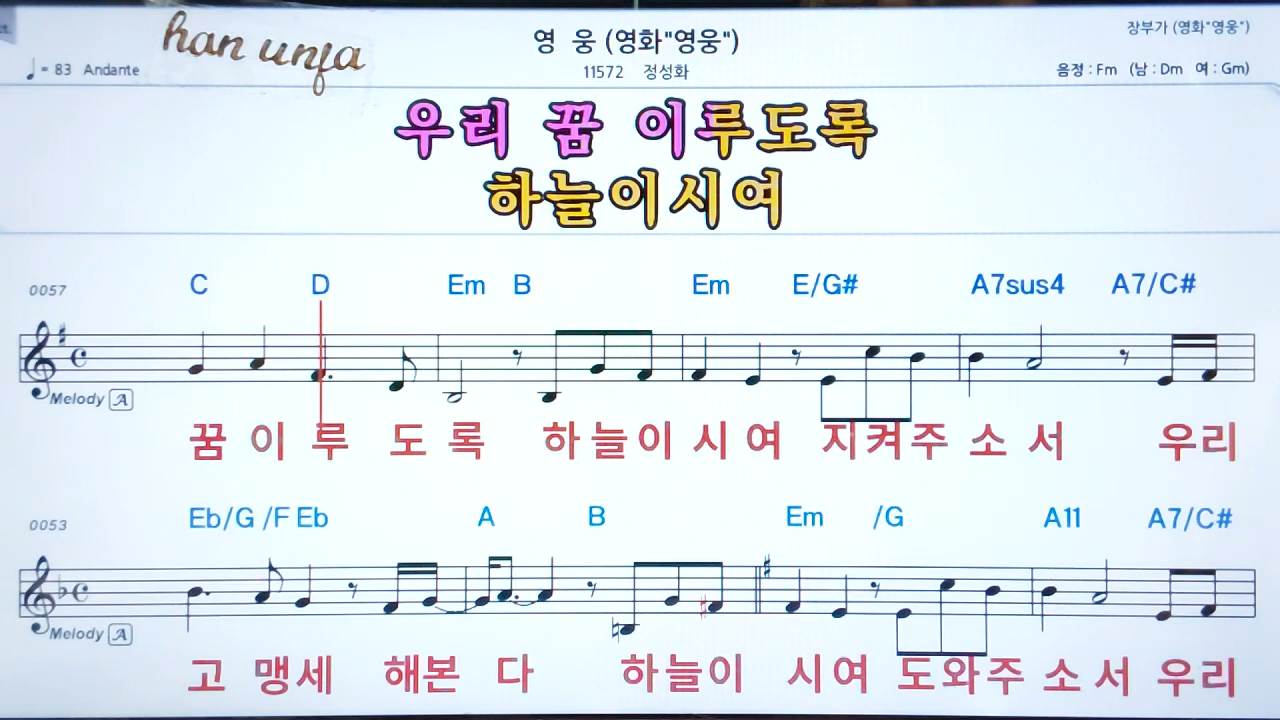 han unja
영 웅 (영화"영웅")
장부가 (영화"영웅")
♩= 83 Andante
11572 정성화
음정 : Fm (남 : Dm 여 : Gm)
우리 꿈 이루도록
하늘이시여
0057
C D Em B Em E/G# A7sus4 A7/C#
Melody A
꿈 이 루 도 록 하 늘 이 시 여 지 켜 주 소 서 우리
0053
Eb/G /F Eb A B Em /G A11 A7/C#
Melody A
고 맹세 해본 다 하늘이 시여 도와주 소 서 우리